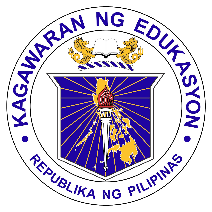 KAGAWARAN NG EDUKASYON
REPUBLIKA NG PILIPINAS